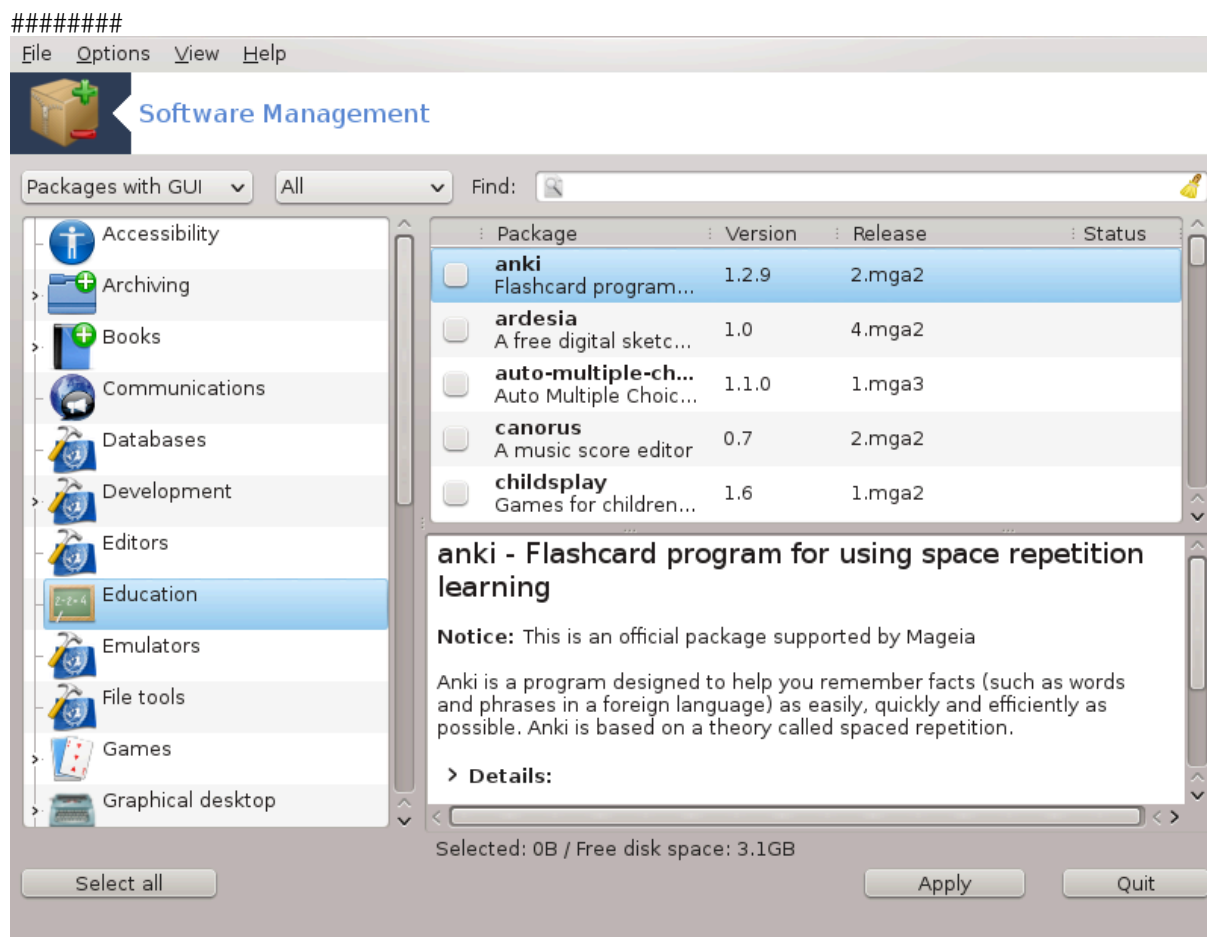 ########
File Options View Help
Software Management
Packages with GUI All Find:
Accessibility
Archiving
Books
Communications
Databases
Development
Editors
Education
2-2=4
Emulators
File tools
Games
Graphical desktop
Package Version Release Status
anki
Flashcard program... 1.2.9 2.mga2
ardesia
A free digital sketc... 1.0 4.mga2
auto-multiple-ch...
Auto Multiple Choic... 1.1.0 1.mga3
canorus
A music score editor 0.7 2.mga2
childsplay
Games for children... 1.6 1.mga2
anki - Flashcard program for using space repetition
learning
Notice: This is an official package supported by Mageia
Anki is a program designed to help you remember facts (such as words
and phrases in a foreign language) as easily, quickly and efficiently as
possible. Anki is based on a theory called spaced repetition.
Details:
Selected: 0B / Free disk space: 3.1GB
Select all Apply Quit